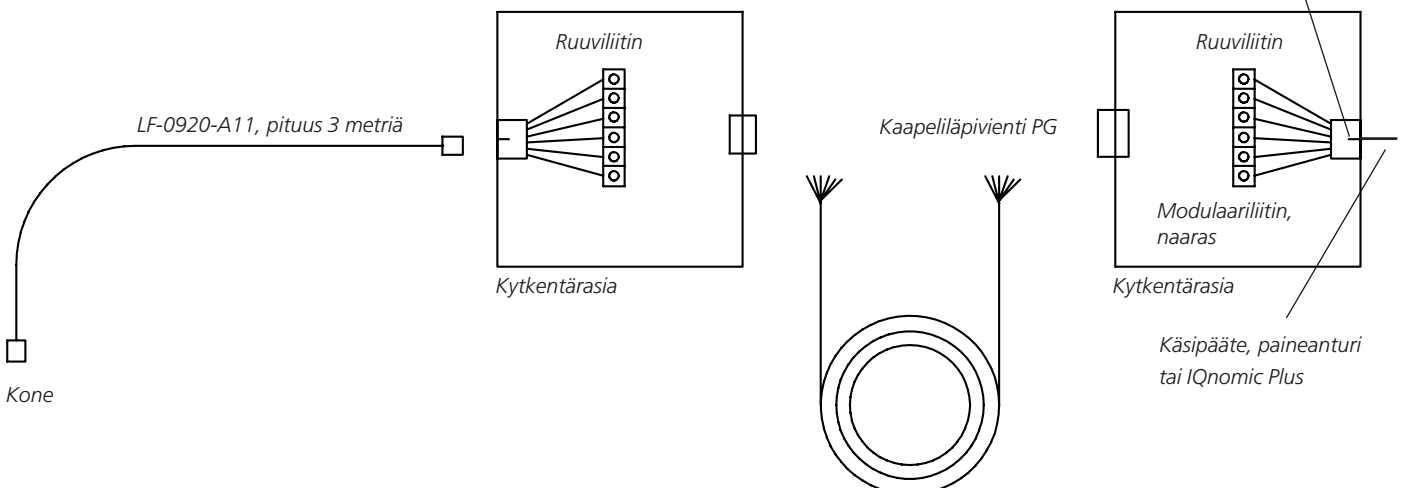 Ruuviliitin
Ruuviliitin
LF-0920-A11, pituus 3 metriä
Kaapeliläpivienti PG
Modulaariliitin,
naaras
Kytkentärasia
Kytkentärasia
Käsipääte, paineanturi
tai IQnomic Plus
Kone